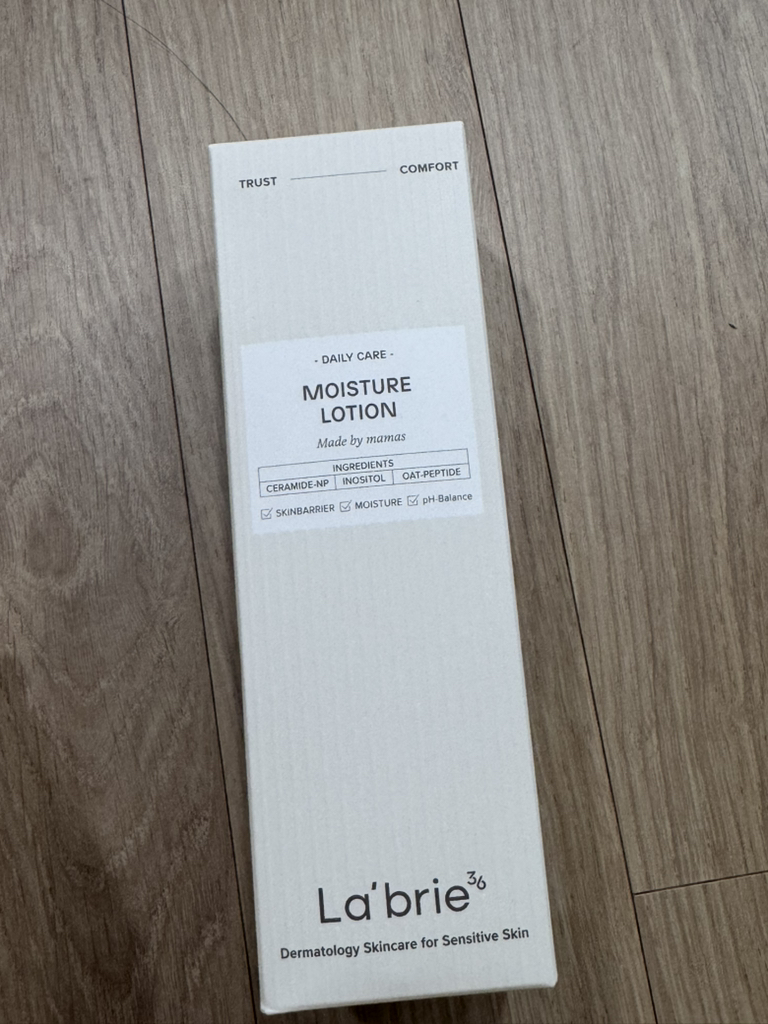 TRUST COMFORT
- DAILY CARE -
MOISTURE
LOTION
Made by mamas
INGREDIENTS
CERAMIDE-NP INOSITOL OAT-PEPTIDE
☑ SKINBARRIER ☑ MOISTURE ☑ pH-Balance
La'brie36
Dermatology Skincare for Sensitive Skin